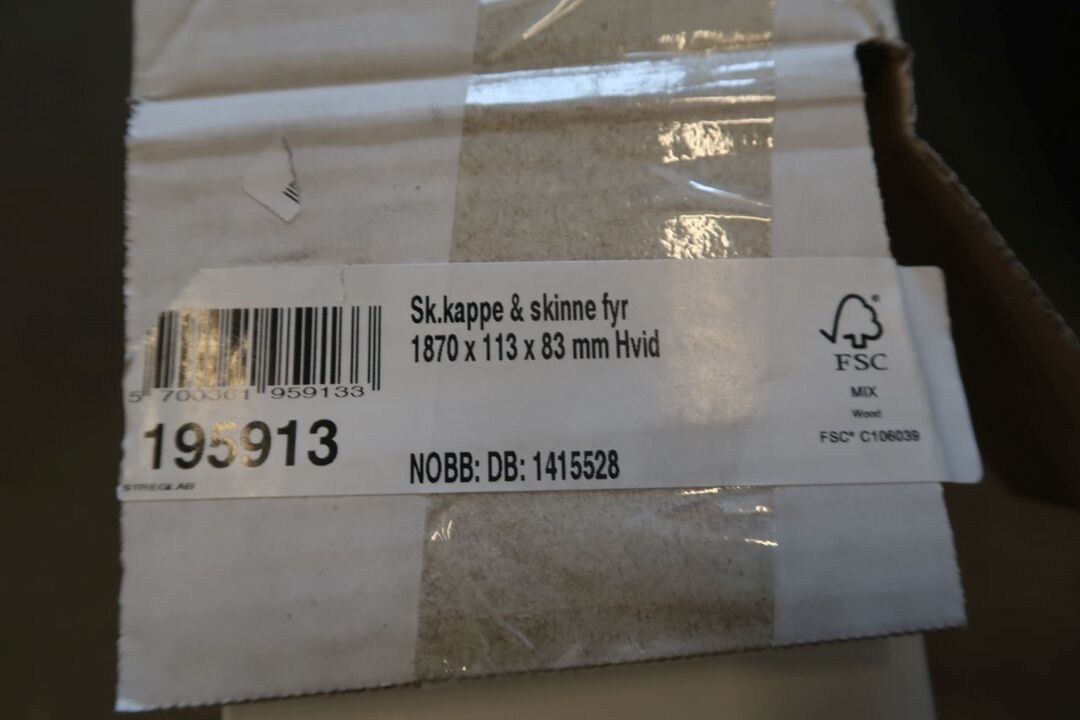 Sk.kappe & skinne fyr
1870 x 113 x 83 mm Hvid
5 700361 959133
195913
NOBB: DB: 1415528
STREGLAB
®
FSC
MIX
Wood
FSC® C106039